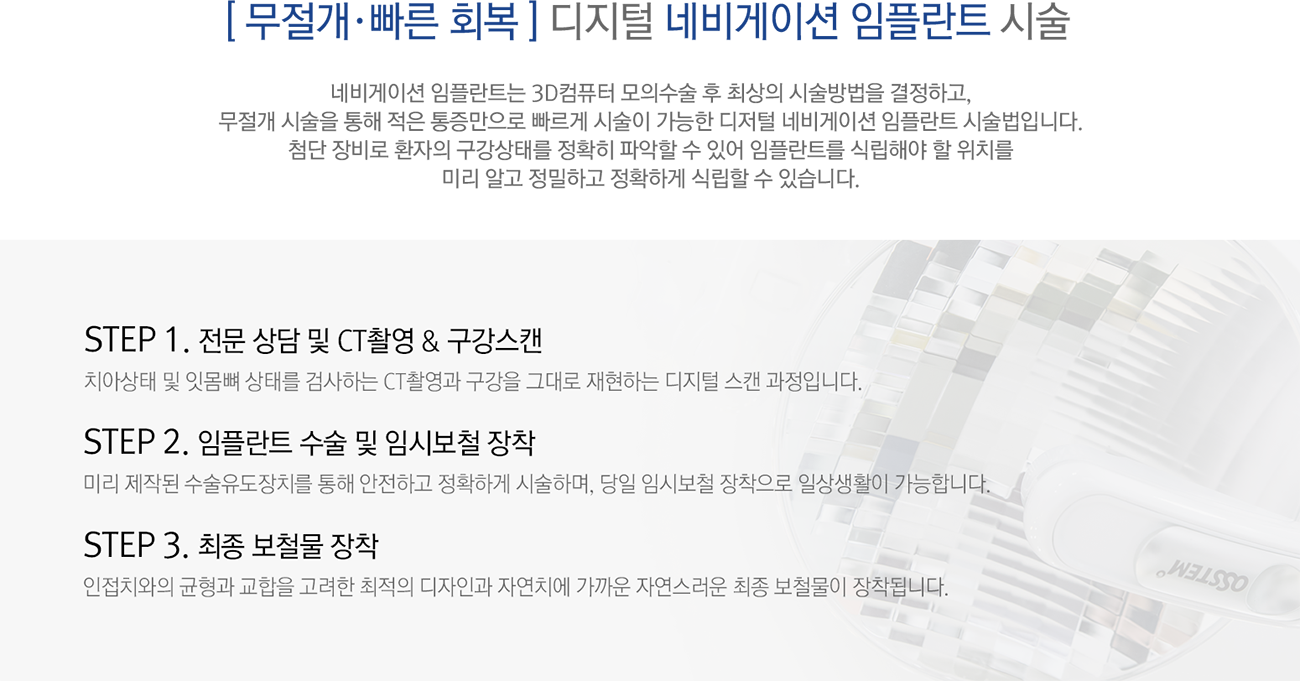 [ 무절개·빠른 회복 ] 디지털 네비게이션 임플란트 시술
네비게이션 임플란트는 3D컴퓨터 모의수술 후 최상의 시술방법을 결정하고,
무절개 시술을 통해 적은 통증만으로 빠르게 시술이 가능한 디저털 네비게이션 임플란트 시술법입니다.
첨단 장비로 환자의 구강상태를 정확히 파악할 수 있어 임플란트를 식립해야 할 위치를
미리 알고 정밀하고 정확하게 식립할 수 있습니다.
STEP 1. 전문 상담 및 CT촬영 & 구강스캔
치아상태 및 잇몸뼈 상태를 검사하는 CT촬영과 구강을 그대로 재현하는 디지털 스캔 과정입니다.
STEP 2. 임플란트 수술 및 임시보철 장착
미리 제작된 수술유도장치를 통해 안전하고 정확하게 시술하며, 당일 임시보철 장착으로 일상생활이 가능합니다.
STEP 3. 최종 보철물 장착
인접치와의 균형과 교합을 고려한 최적의 디자인과 자연치에 가까운 자연스러운 최종 보철물이 장착됩니다.
OSSTEM